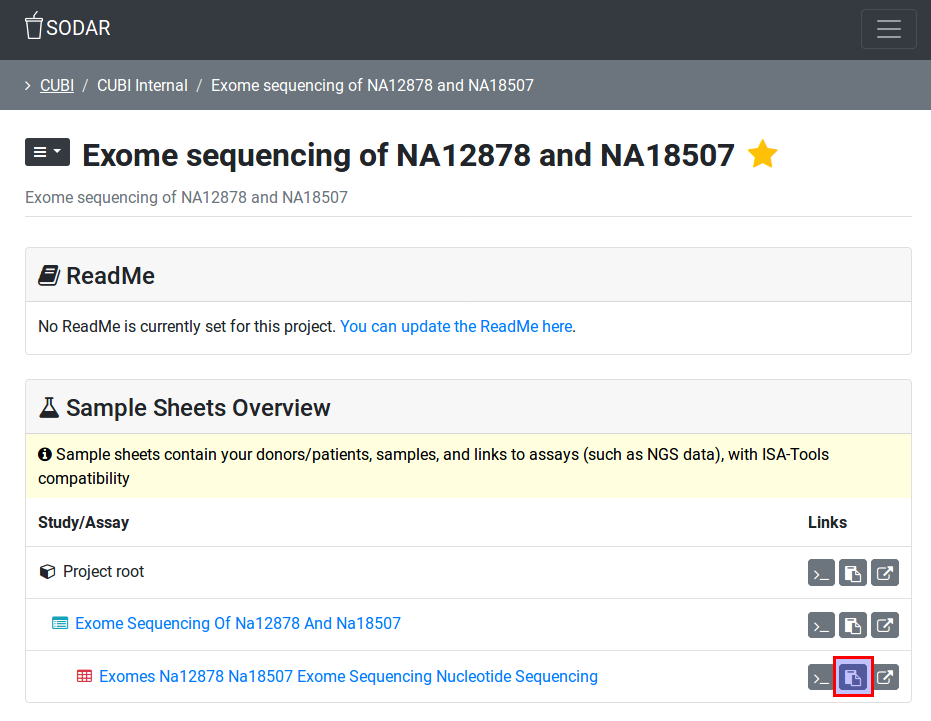 SODAR
CUBI / CUBI Internal / Exome sequencing of NA12878 and NA18507
Exome sequencing of NA12878 and NA18507
Exome sequencing of NA12878 and NA18507
ReadMe
No ReadMe is currently set for this project. You can update the ReadMe here.
Sample Sheets Overview
Sample sheets contain your donors/patients, samples, and links to assays (such as NGS data), with ISA-Tools
compatibility
Study/Assay Links
Project root
Exome Sequencing Of Na12878 And Na18507
Exomes Na12878 Na18507 Exome Sequencing Nucleotide Sequencing